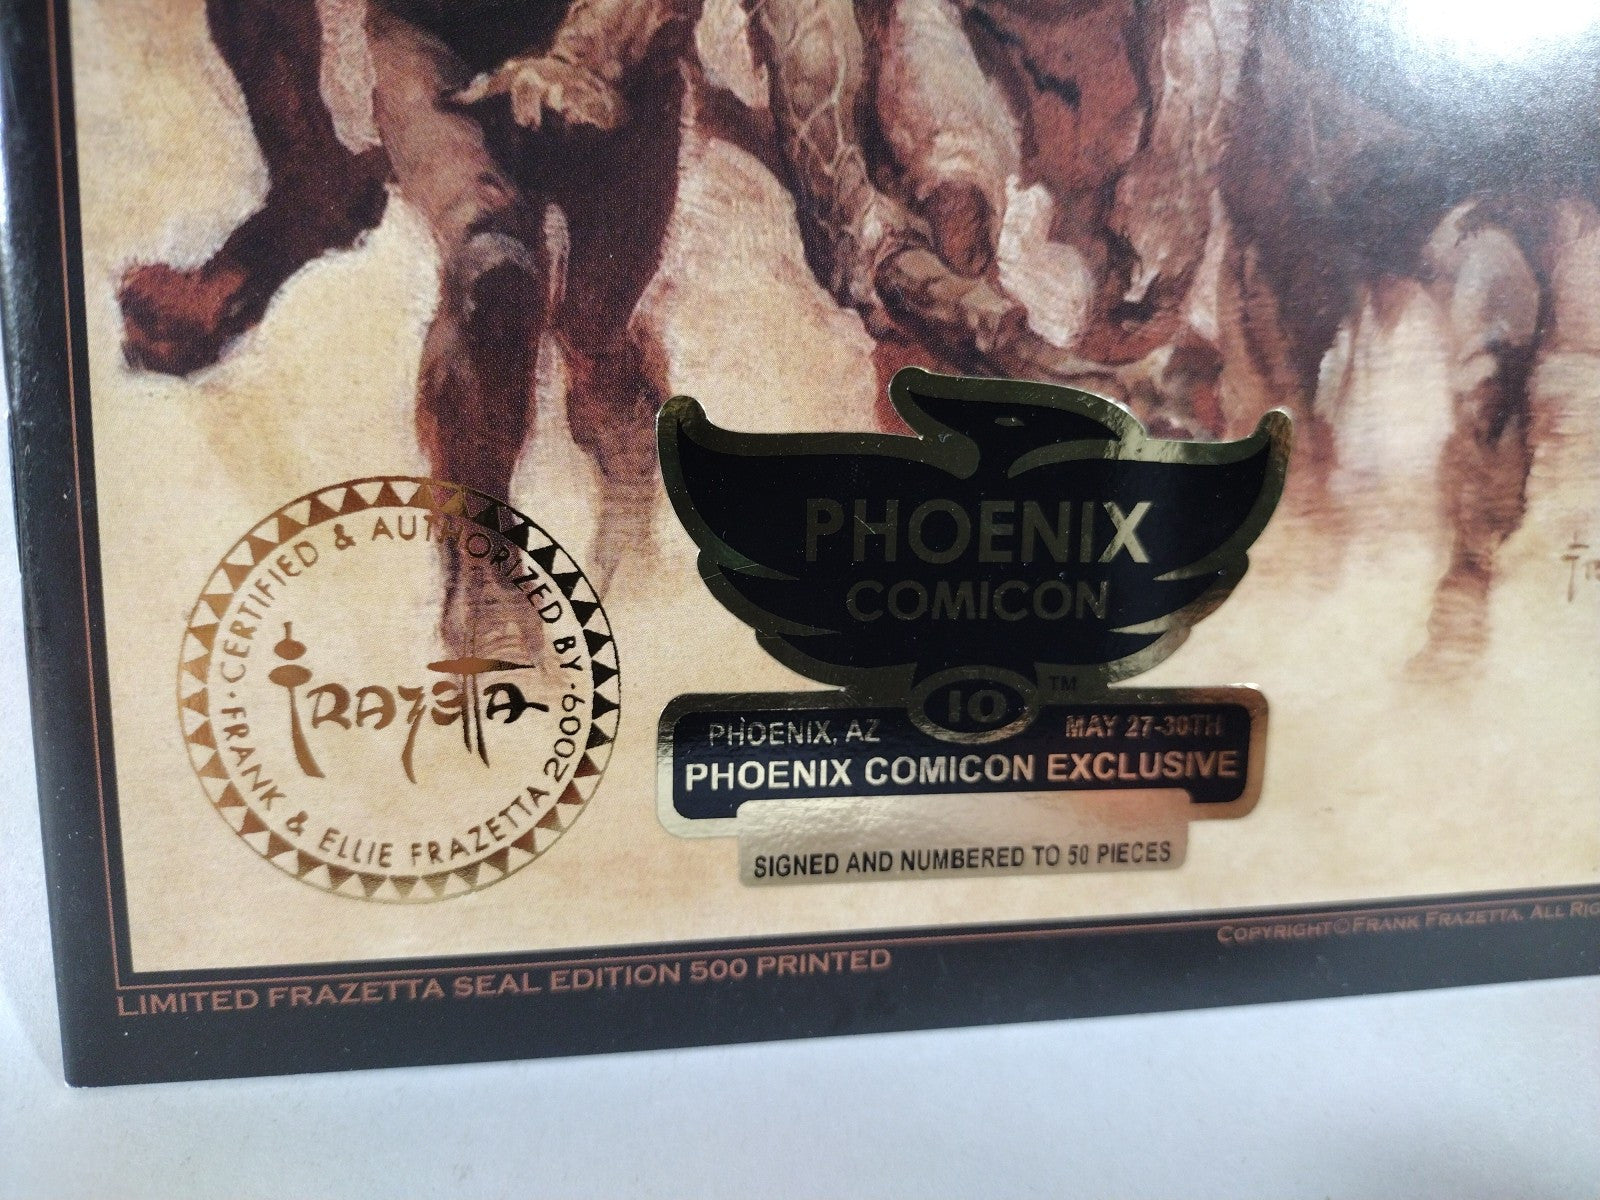 ·CERTIFIED & AUTHORIZED BY·
FRANK & ELLIE FRAZETTA 2009
FRAZETTA
PHOENIX
COMICON
10
TM
PHOENIX, AZ
MAY 27-30TH
PHOENIX COMICON EXCLUSIVE
SIGNED AND NUMBERED TO 50 PIECES
LIMITED FRAZETTA SEAL EDITION 500 PRINTED
COPYRIGHT©FRANK FRAZETTA. ALL